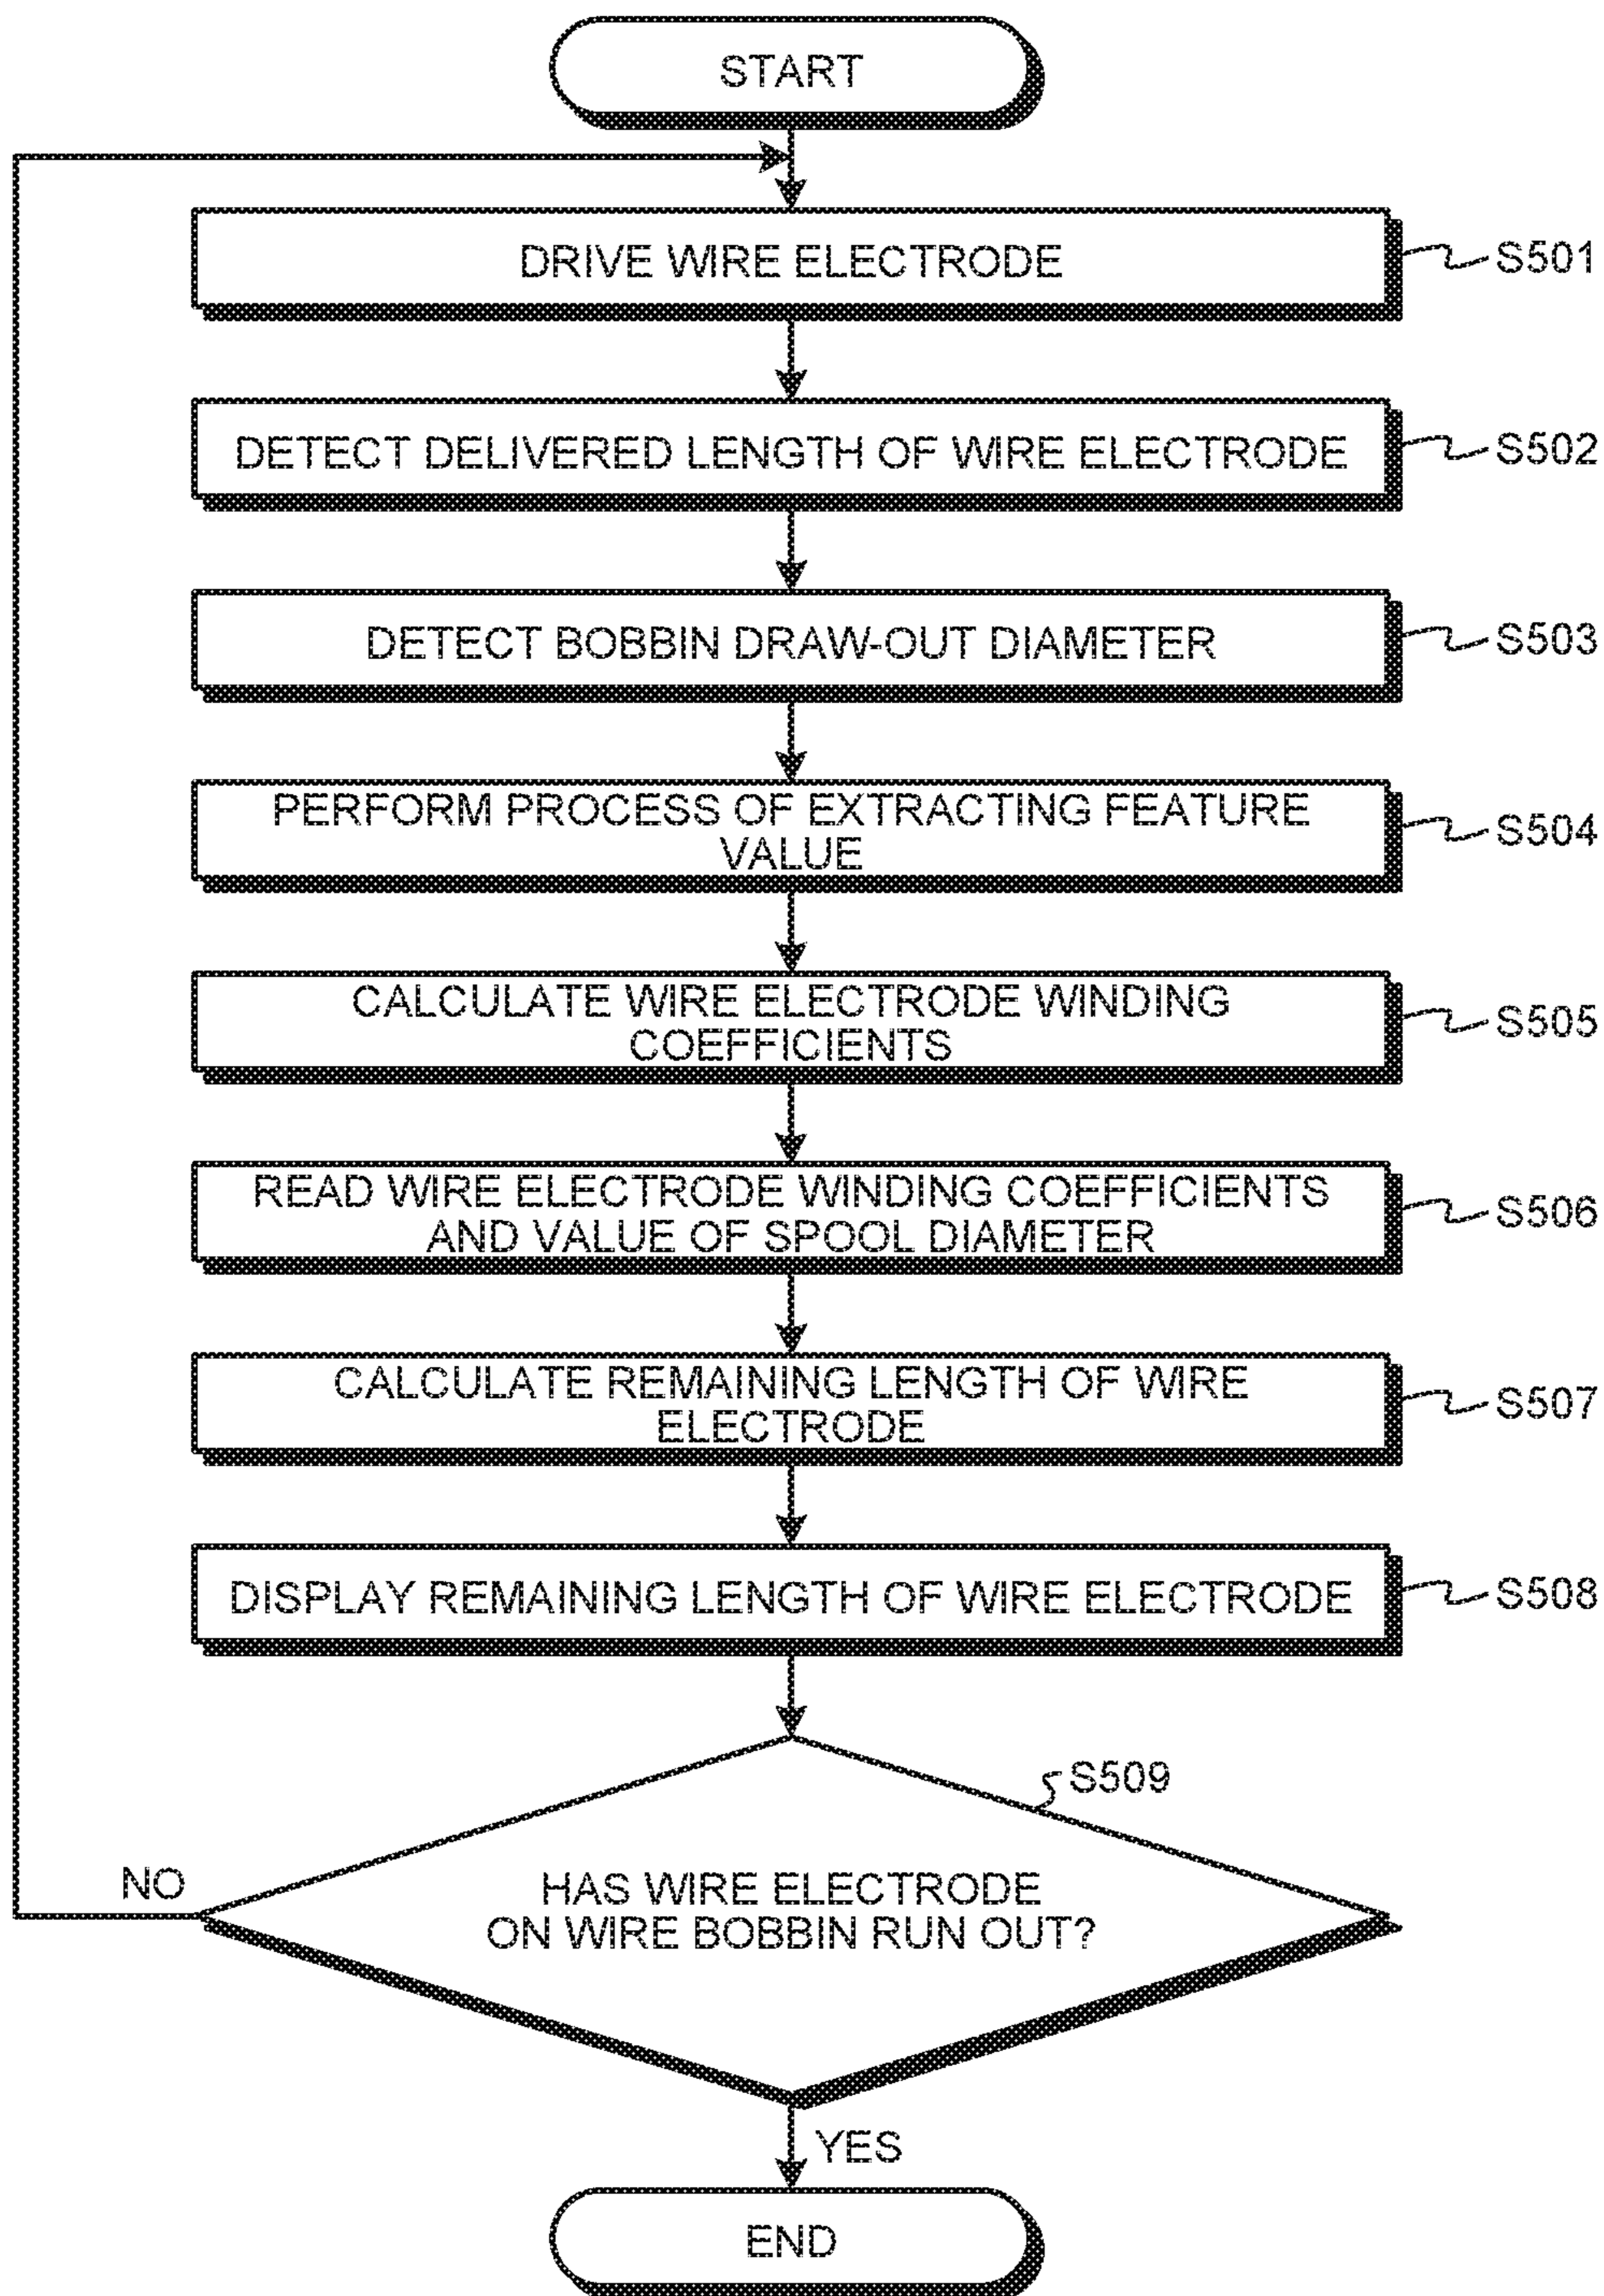 START
DRIVE WIRE ELECTRODE
S501
DETECT DELIVERED LENGTH OF WIRE ELECTRODE
S502
DETECT BOBBIN DRAW-OUT DIAMETER
S503
PERFORM PROCESS OF EXTRACTING FEATURE
VALUE
S504
CALCULATE WIRE ELECTRODE WINDING
COEFFICIENTS
S505
READ WIRE ELECTRODE WINDING COEFFICIENTS
AND VALUE OF SPOOL DIAMETER
S506
CALCULATE REMAINING LENGTH OF WIRE
ELECTRODE
S507
DISPLAY REMAINING LENGTH OF WIRE ELECTRODE
S508
S509
NO
HAS WIRE ELECTRODE
ON WIRE BOBBIN RUN OUT?
YES
END